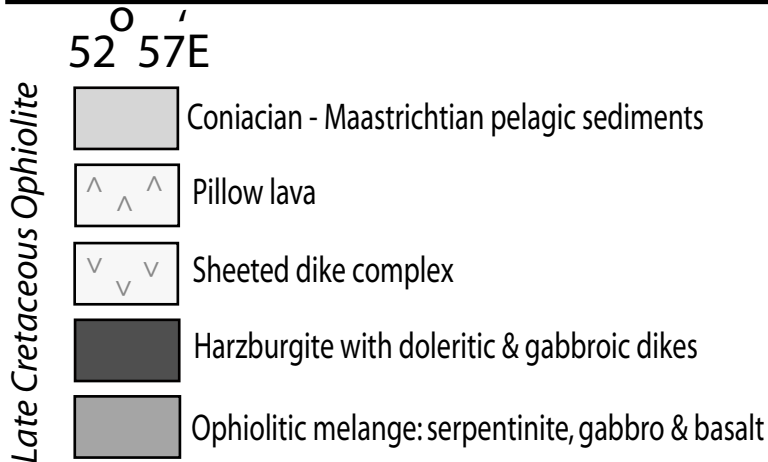 52° 57'E
Late Cretaceous Ophiolite
Coniacian - Maastrichtian pelagic sediments
Pillow lava
Sheeted dike complex
Harzburgite with doleritic & gabbroic dikes
Ophiolitic melange: serpentinite, gabbro & basalt